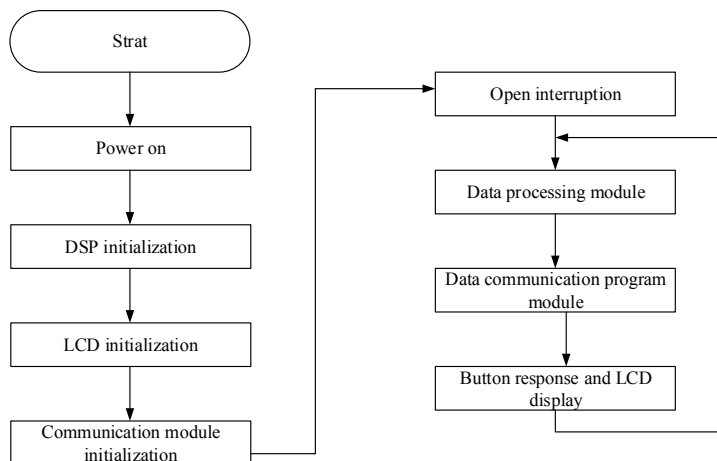 Strat
Power on
DSP initialization
LCD initialization
Communication module
initialization
Open interruption
Data processing module
Data communication program
module
Button response and LCD
display